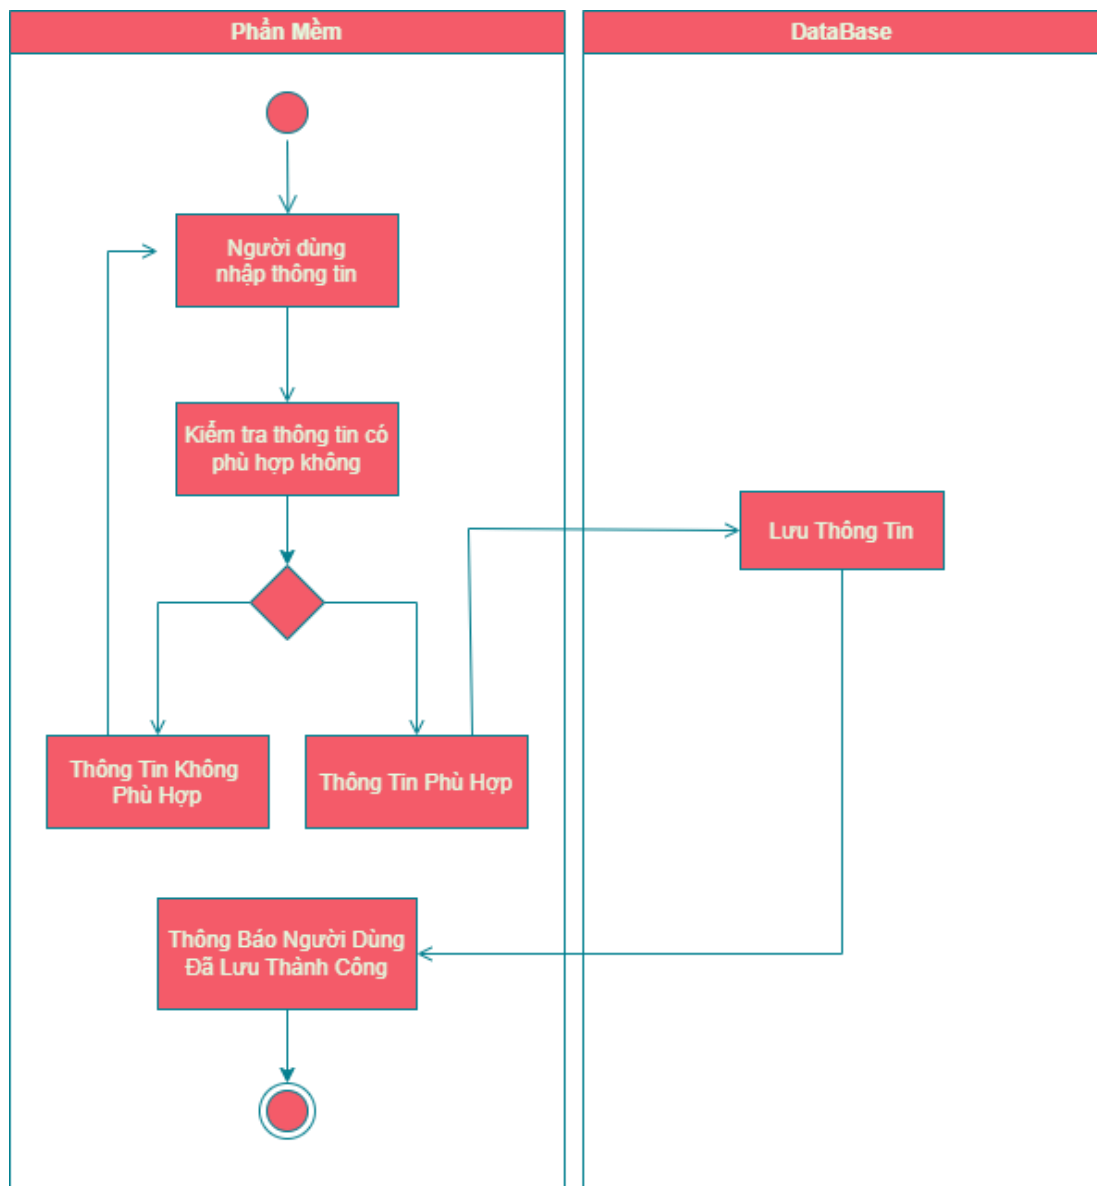 Phần Mềm
DataBase
Người dùng
nhập thông tin
Kiểm tra thông tin có
phù hợp không
Lưu Thông Tin
Thông Tin Không
Phù Hợp
Thông Tin Phù Hợp
Thông Báo Người Dùng
Đã Lưu Thành Công